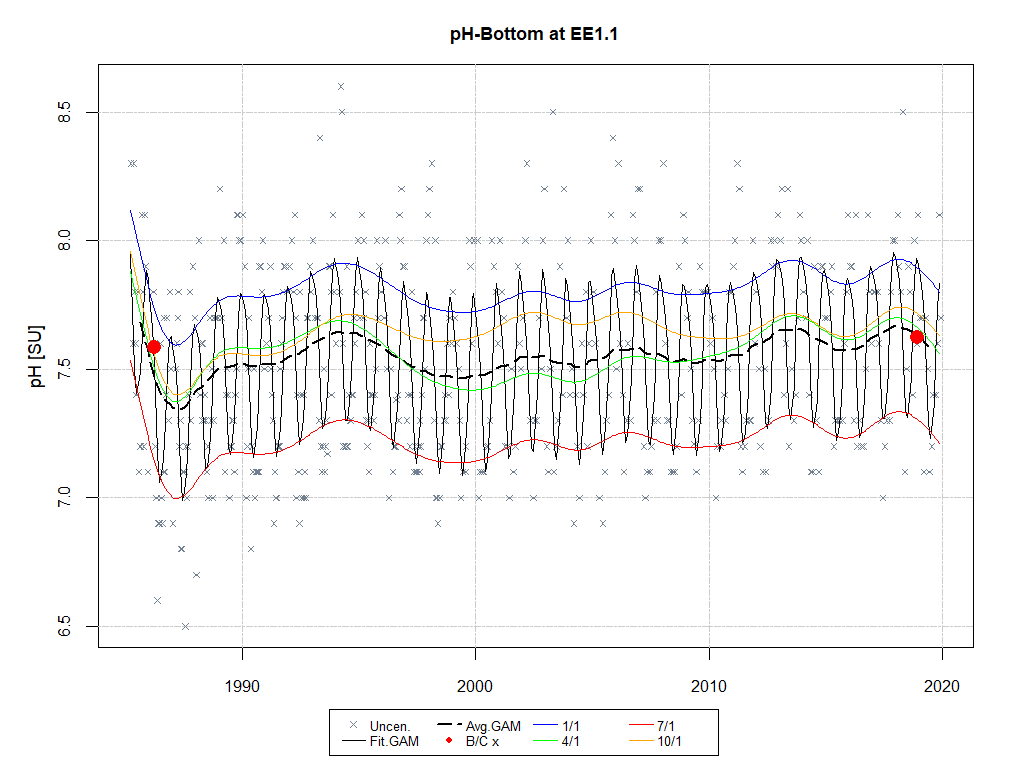 pH-Bottom at EE1.1
pH [SU]
8.5
8.0
7.5
7.0
6.5
1990 2000 2010 2020
Uncen. Avg.GAM 1/1 7/1
Fit.GAM B/C x 4/1 10/1